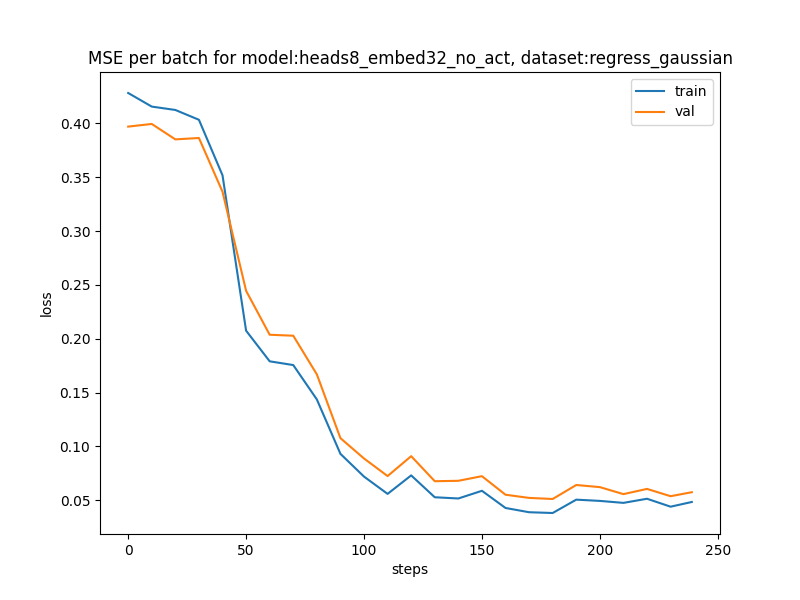 MSE per batch for model:heads8_embed32_no_act, dataset:regress_gaussian
train
val
0.40
0.35
0.30
0.25
0.20
0.15
0.10
0.05
loss
0 50 100 150 200 250
steps